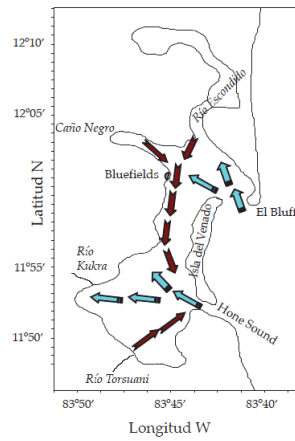 12°10'
12°05'
Río Escondido
Caño Negro
Bluefields
El Bluff
Isla del Venado
Latitud N
Río
Kukra
11°55'
Hone Sound
11°50'
Río Torsuani
83°50'
83°45'
83°40'
Longitud W